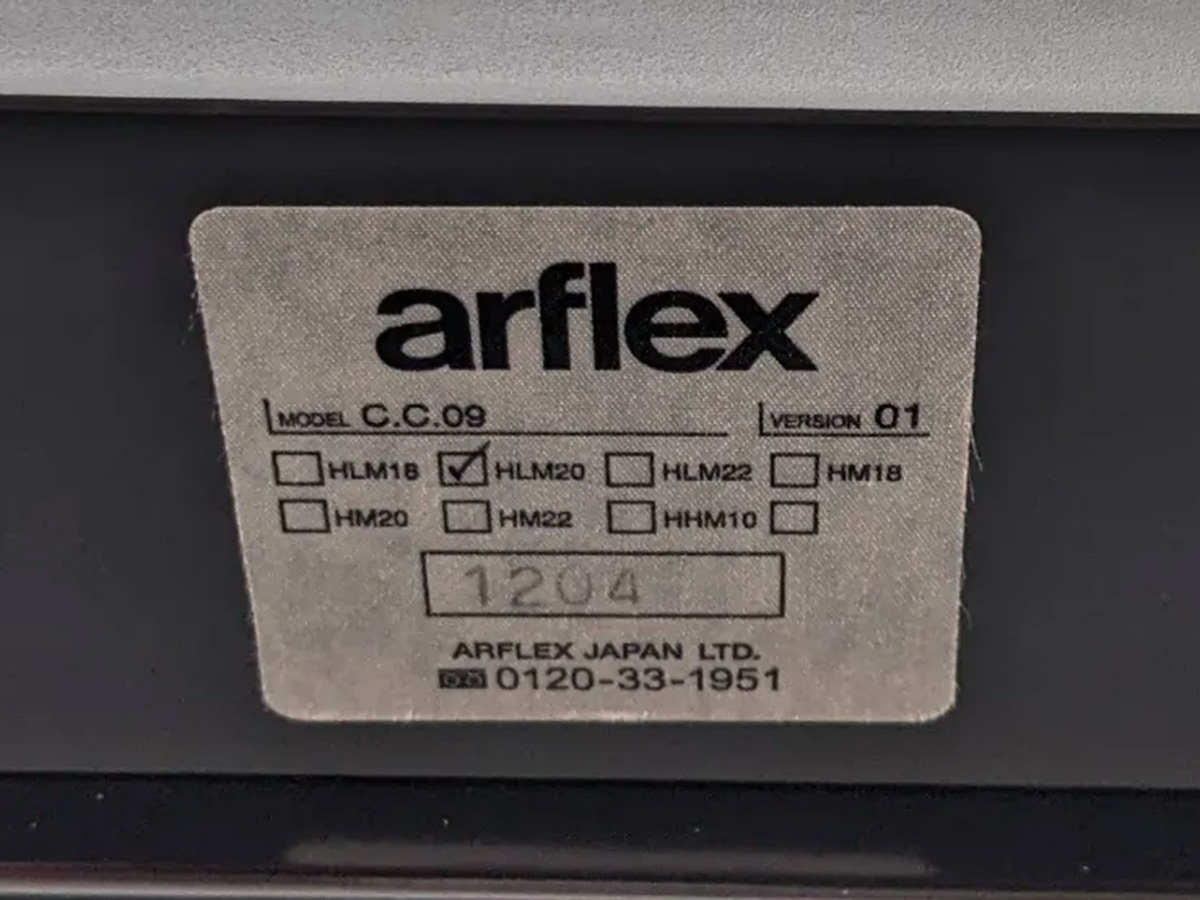 arflex
MODEL C.C.09 VERSION 01
HLM18 HLM20 HLM22 HM18
HM20 HM22 HHM10
1204
ARFLEX JAPAN LTD.
0120-33-1951